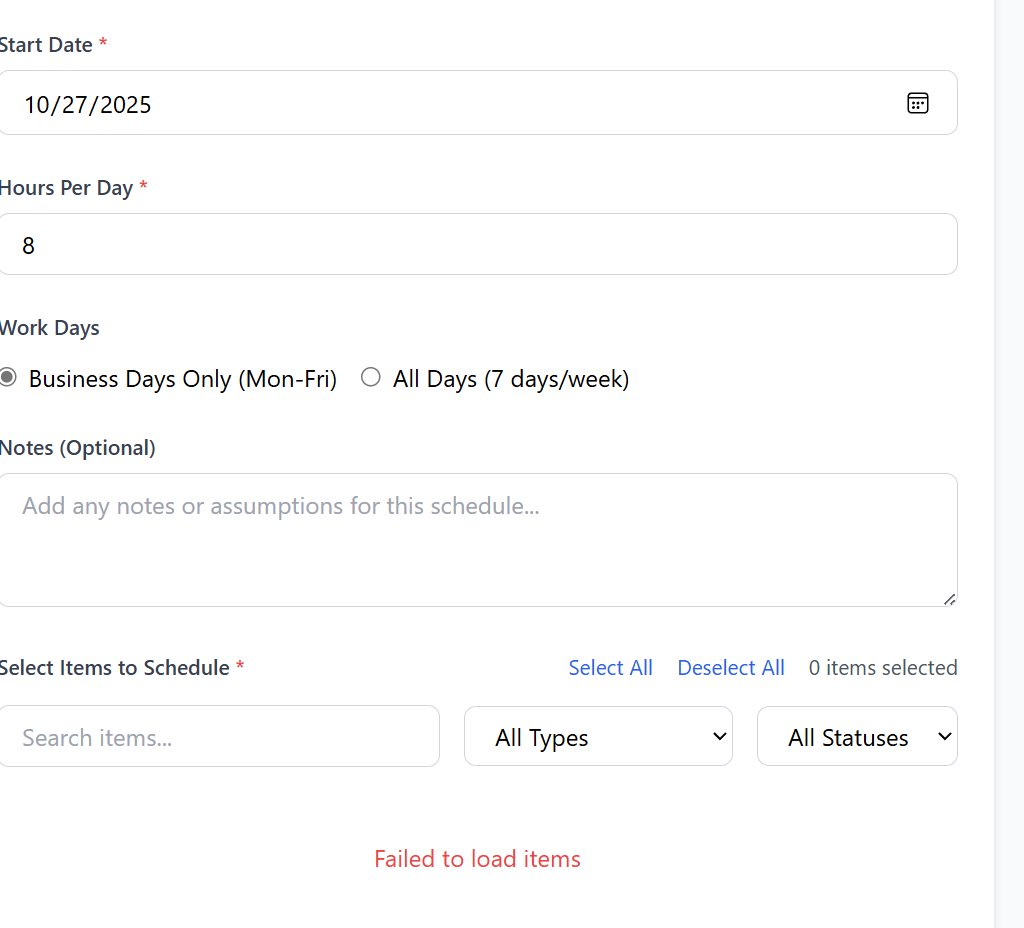 Start Date *
10/27/2025
Hours Per Day *
8
Work Days
Business Days Only (Mon-Fri) All Days (7 days/week)
Notes (Optional)
Add any notes or assumptions for this schedule...
Select Items to Schedule * Select All Deselect All 0 items selected
Search items... All Types All Statuses
Failed to load items